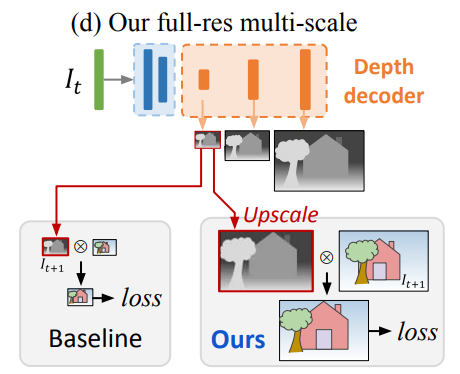 (d) Our full-res multi-scale
I_t
Depth
decoder
Upscale
⊗
⊗
I_{t+1}
I_{t+1}
loss
loss
Baseline
Ours